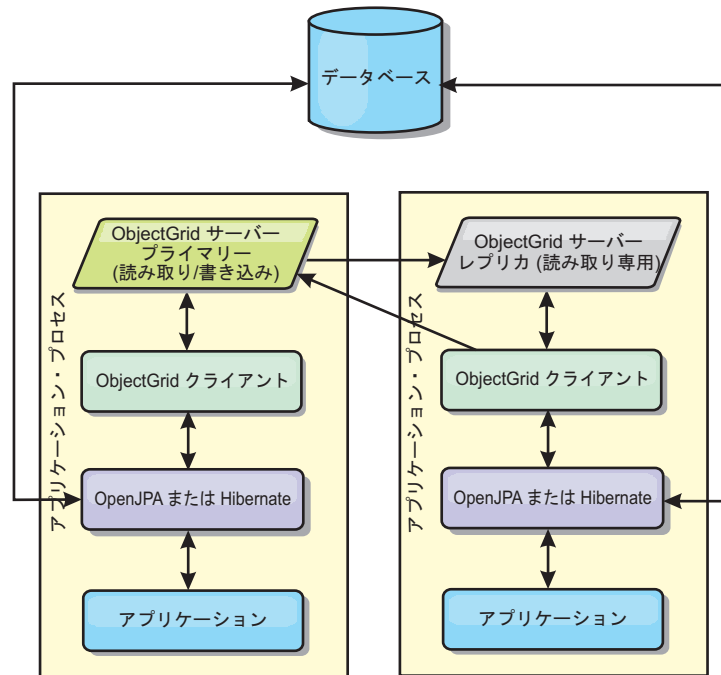 データベース
ObjectGrid サーバー
プライマリー
(読み取り/書き込み)
アプリケーション・プロセス
ObjectGrid クライアント
OpenJPA または Hibernate
アプリケーション
ObjectGrid サーバー
レプリカ (読み取り専用)
アプリケーション・プロセス
ObjectGrid クライアント
OpenJPA または Hibernate
アプリケーション